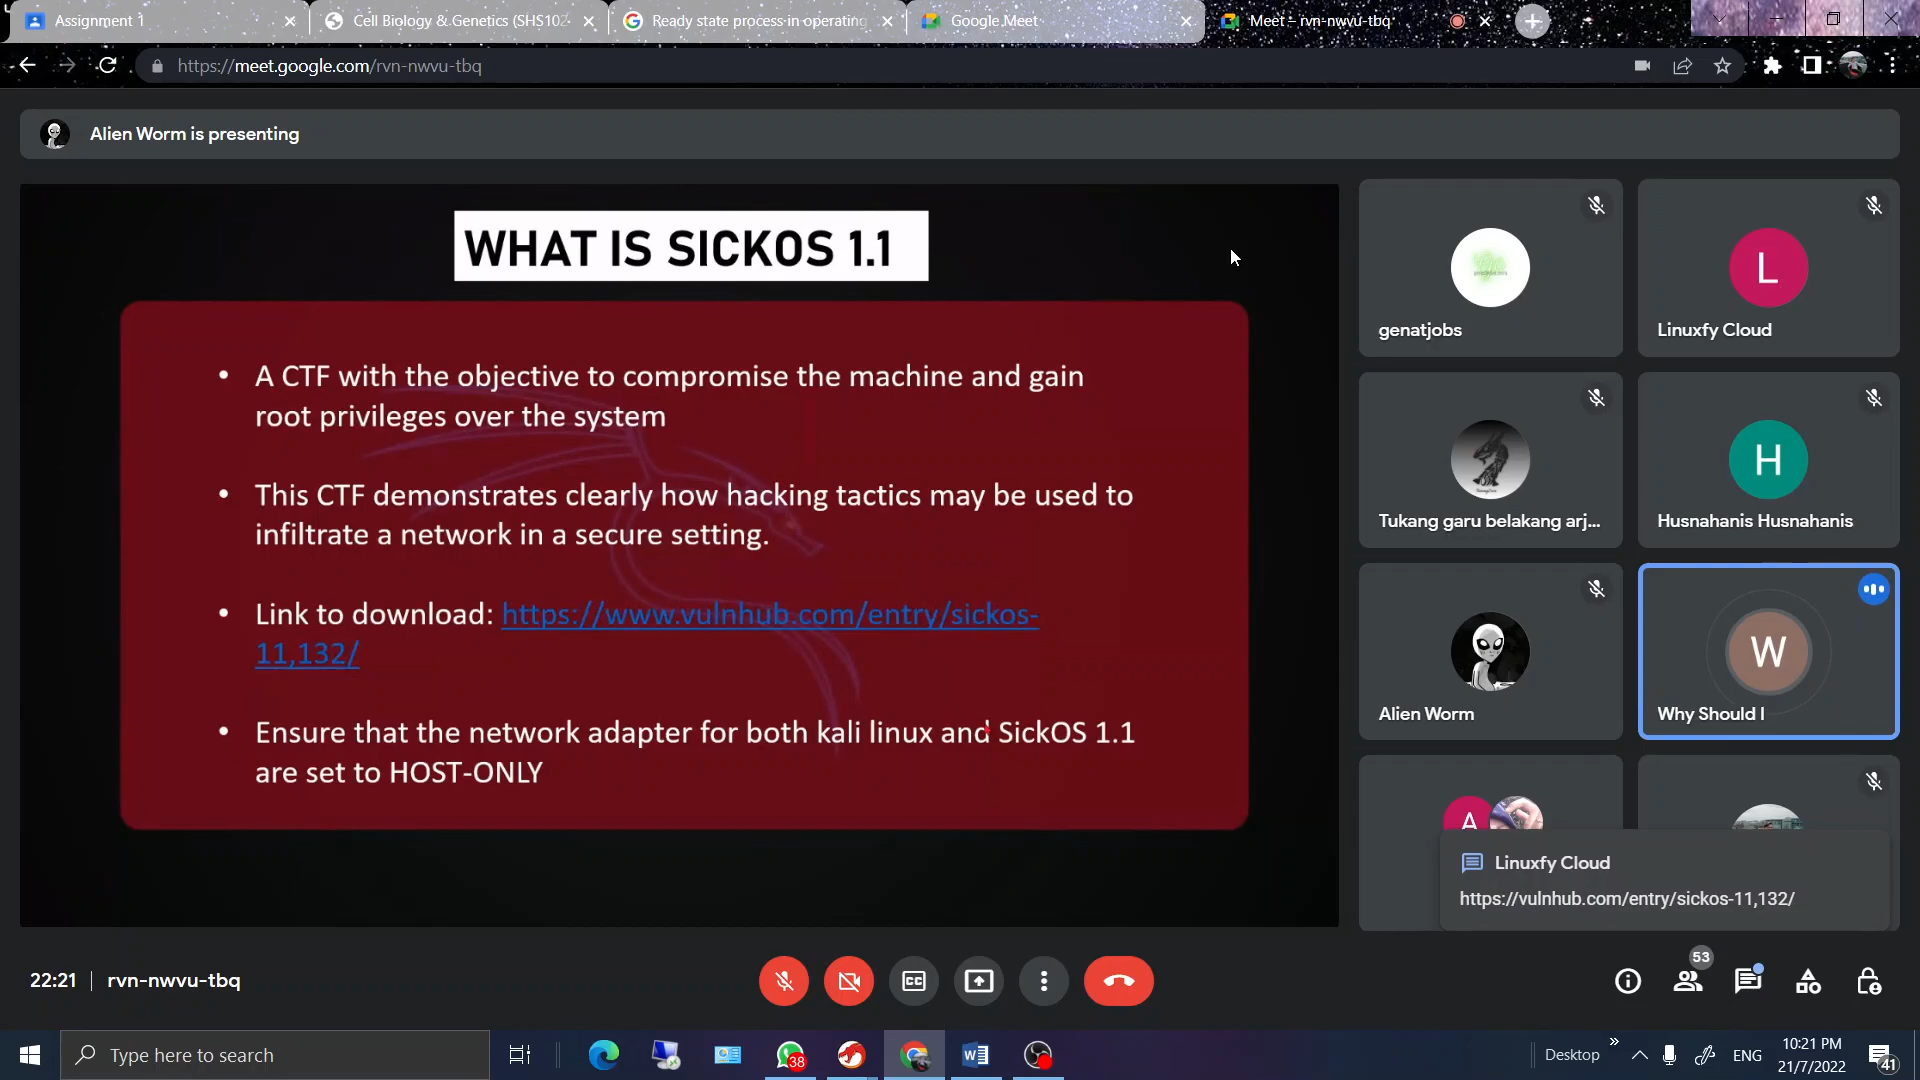 Assignment 1
Cell Biology & Genetics (SHS102-
Ready state process in operating
Google Meet
Meet – rvn-nwvu-tbq
https://meet.google.com/rvn-nwvu-tbq
Alien Worm is presenting
WHAT IS SICKOS 1.1
• A CTF with the objective to compromise the machine and gain
root privileges over the system
• This CTF demonstrates clearly how hacking tactics may be used to
infiltrate a network in a secure setting.
• Link to download: https://www.vulnhub.com/entry/sickos-
11,132/
• Ensure that the network adapter for both kali linux and SickOS 1.1
are set to HOST-ONLY
genatjobs
L
Linuxfy Cloud
Tukang garu belakang arj...
H
Husnahanis Husnahanis
Alien Worm
W
Why Should I
A
Linuxfy Cloud
https://vulnhub.com/entry/sickos-11,132/
22:21 | rvn-nwvu-tbq
CC
53
Type here to search
38
W
Desktop
ENG
10:21 PM
21/7/2022
41